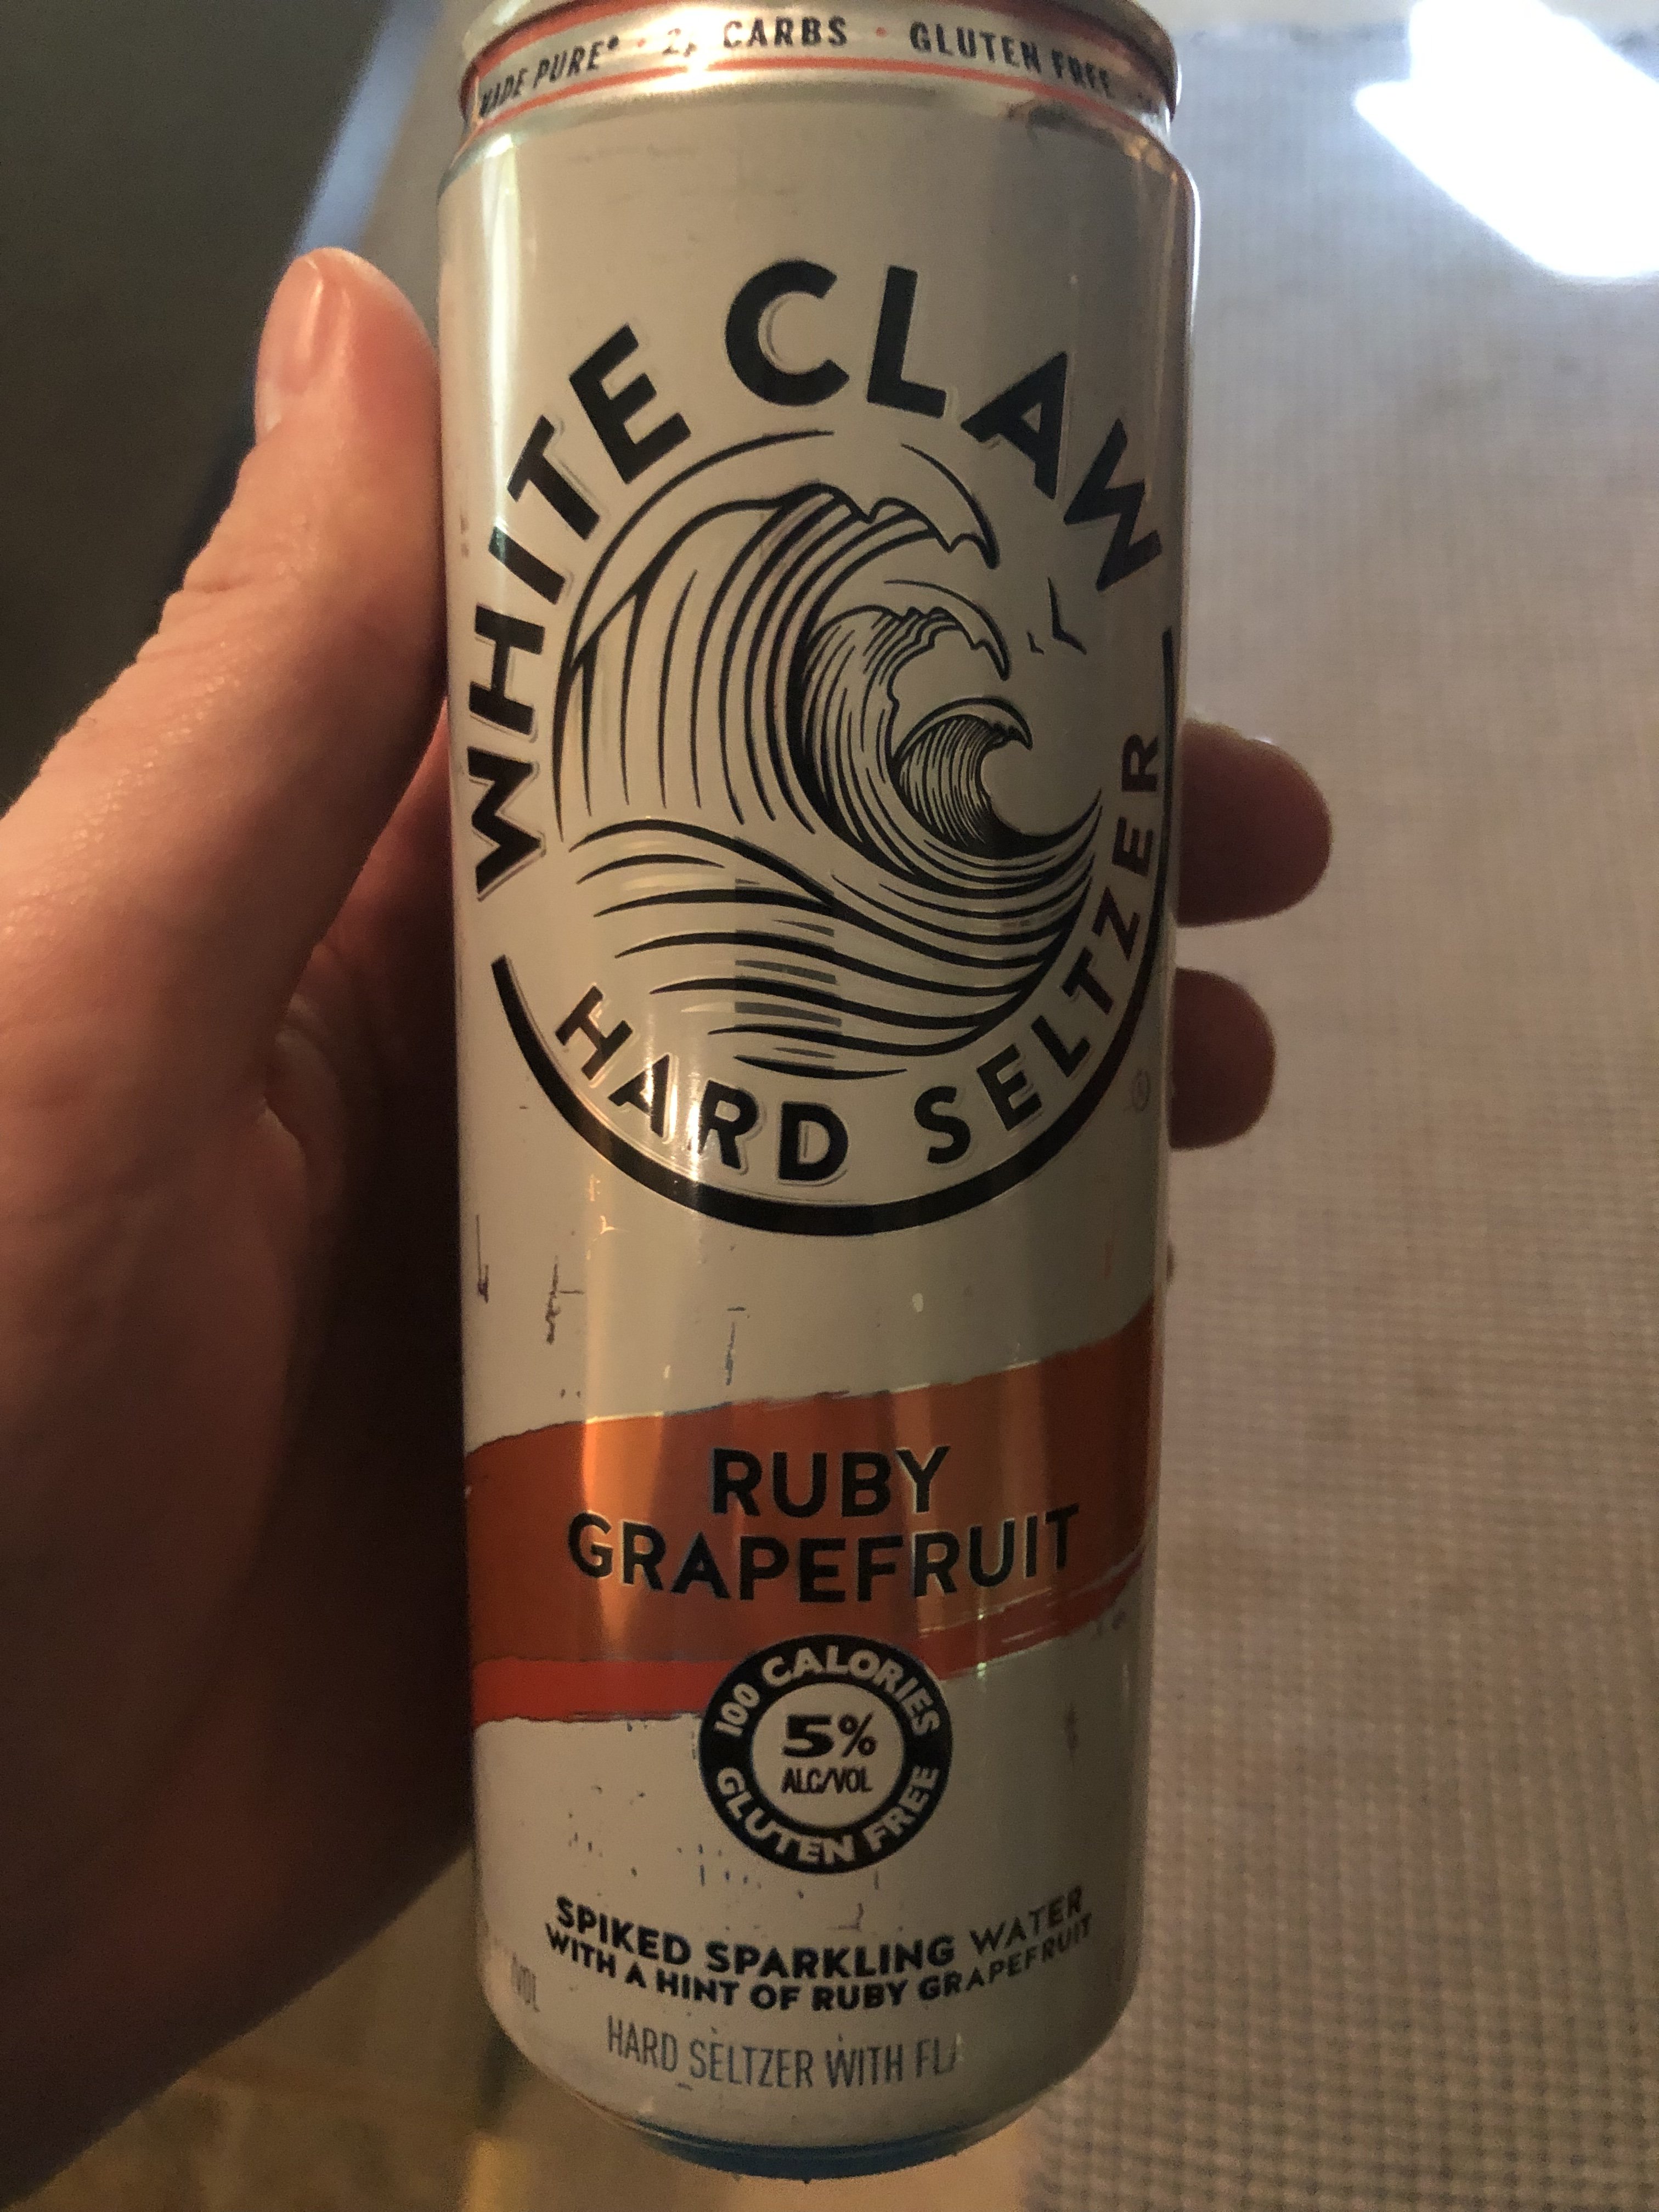 MADE PURE® • 2g CARBS • GLUTEN FREE
WHITE CLAW
HARD SELTZER
®
RUBY
GRAPEFRUIT
100 CALORIES
5%
ALC/VOL
GLUTEN FREE
SPIKED SPARKLING WATER
WITH A HINT OF RUBY GRAPEFRUIT
HARD SELTZER WITH